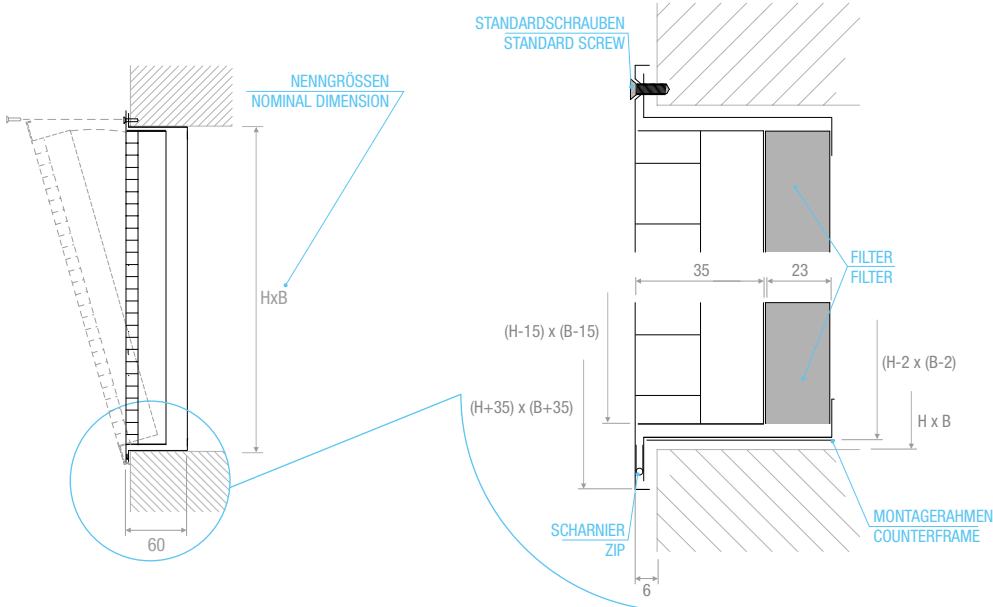 STANDARDSCHRAUBEN
STANDARD SCREW
NENNGRÖSSEN
NOMINAL DIMENSION
HxB
60
35
23
FILTER
FILTER
(H-15) x (B-15)
(H+35) x (B+35)
(H-2 x (B-2)
H x B
SCHARNIER
ZIP
MONTAGERAHMEN
COUNTERFRAME
6